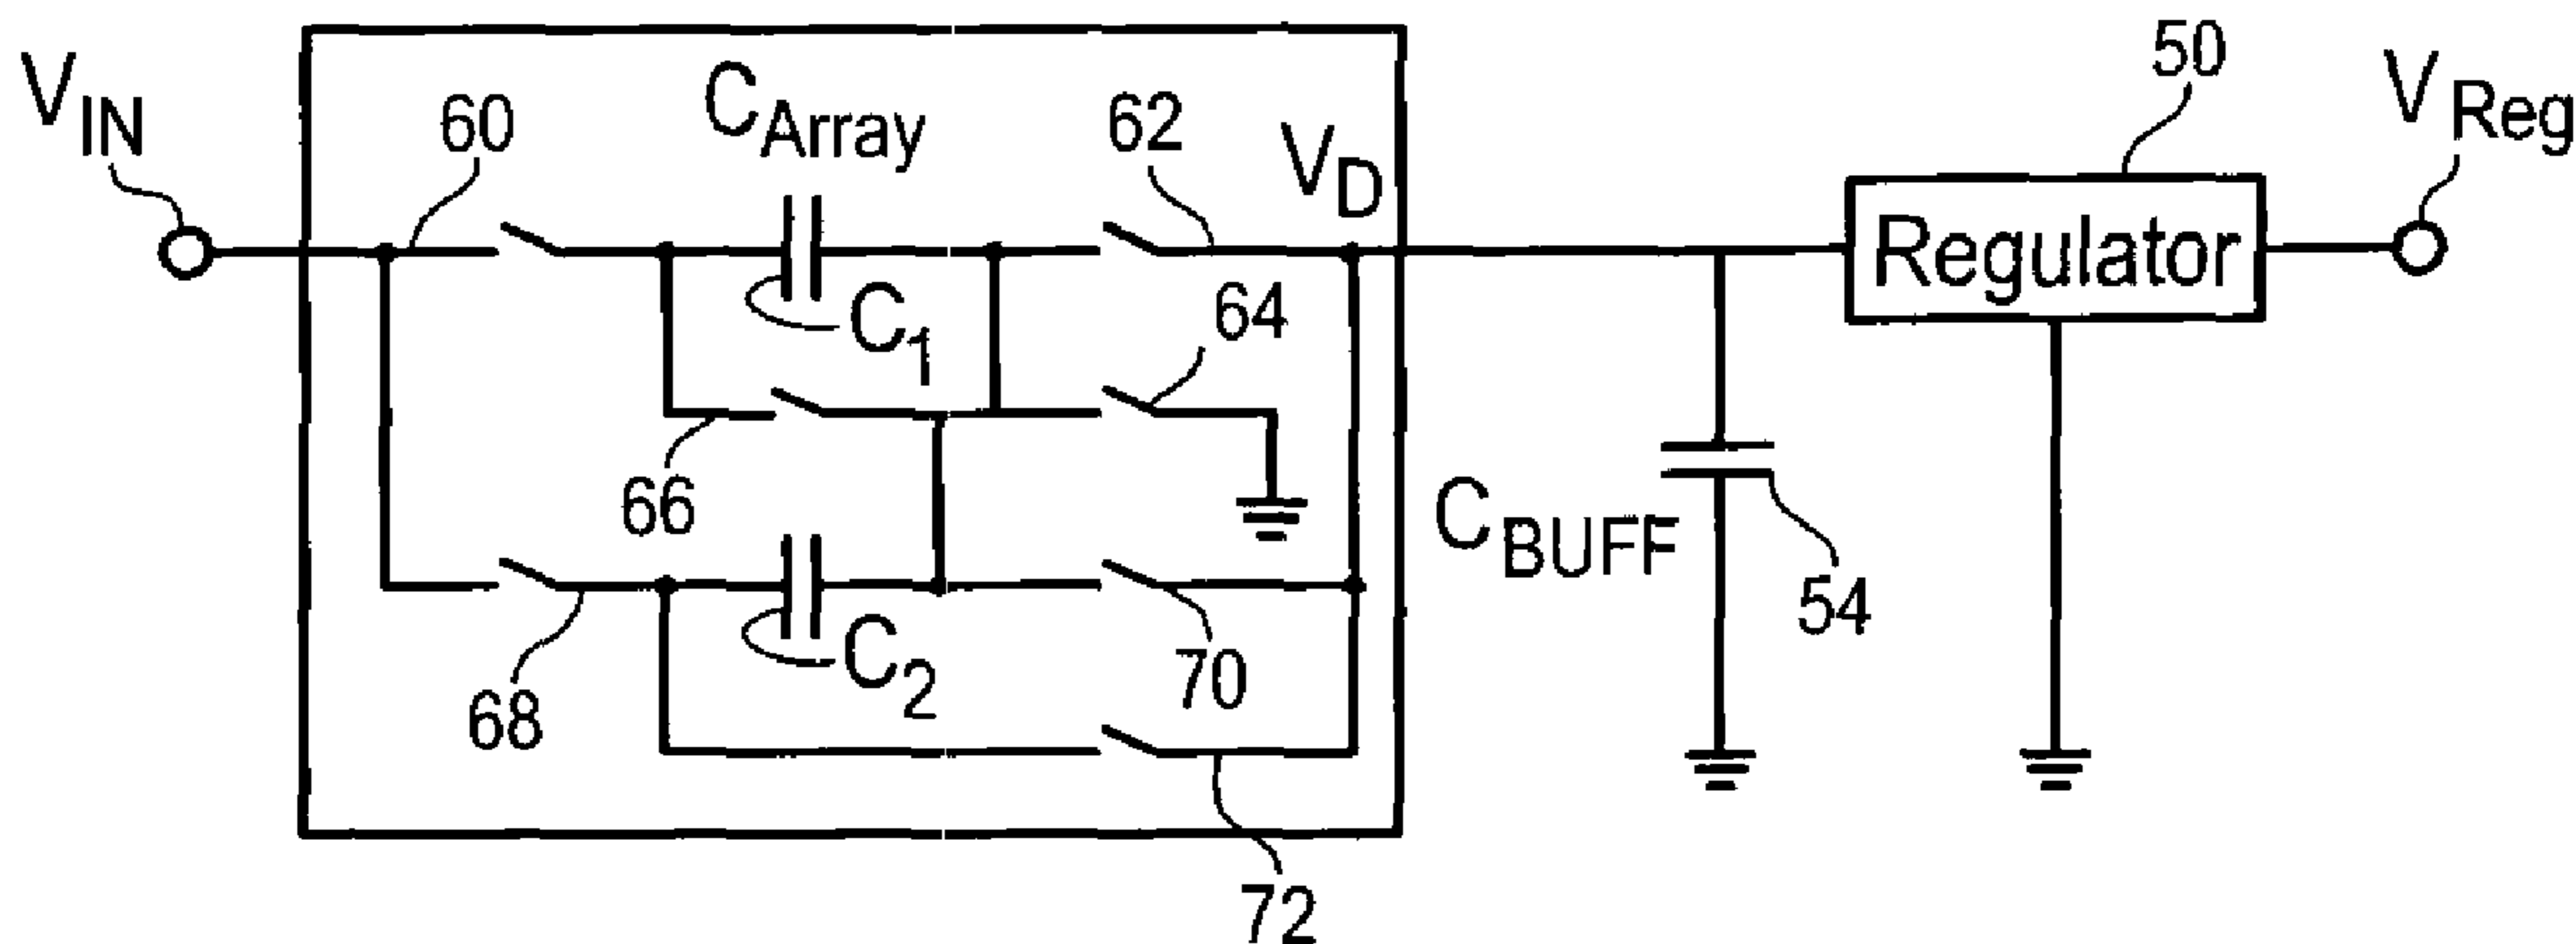 V_IN
60
C_Array
62
V_D
50
V_Reg
C_1
64
Regulator
66
C_BUFF
54
68
C_2
70
72